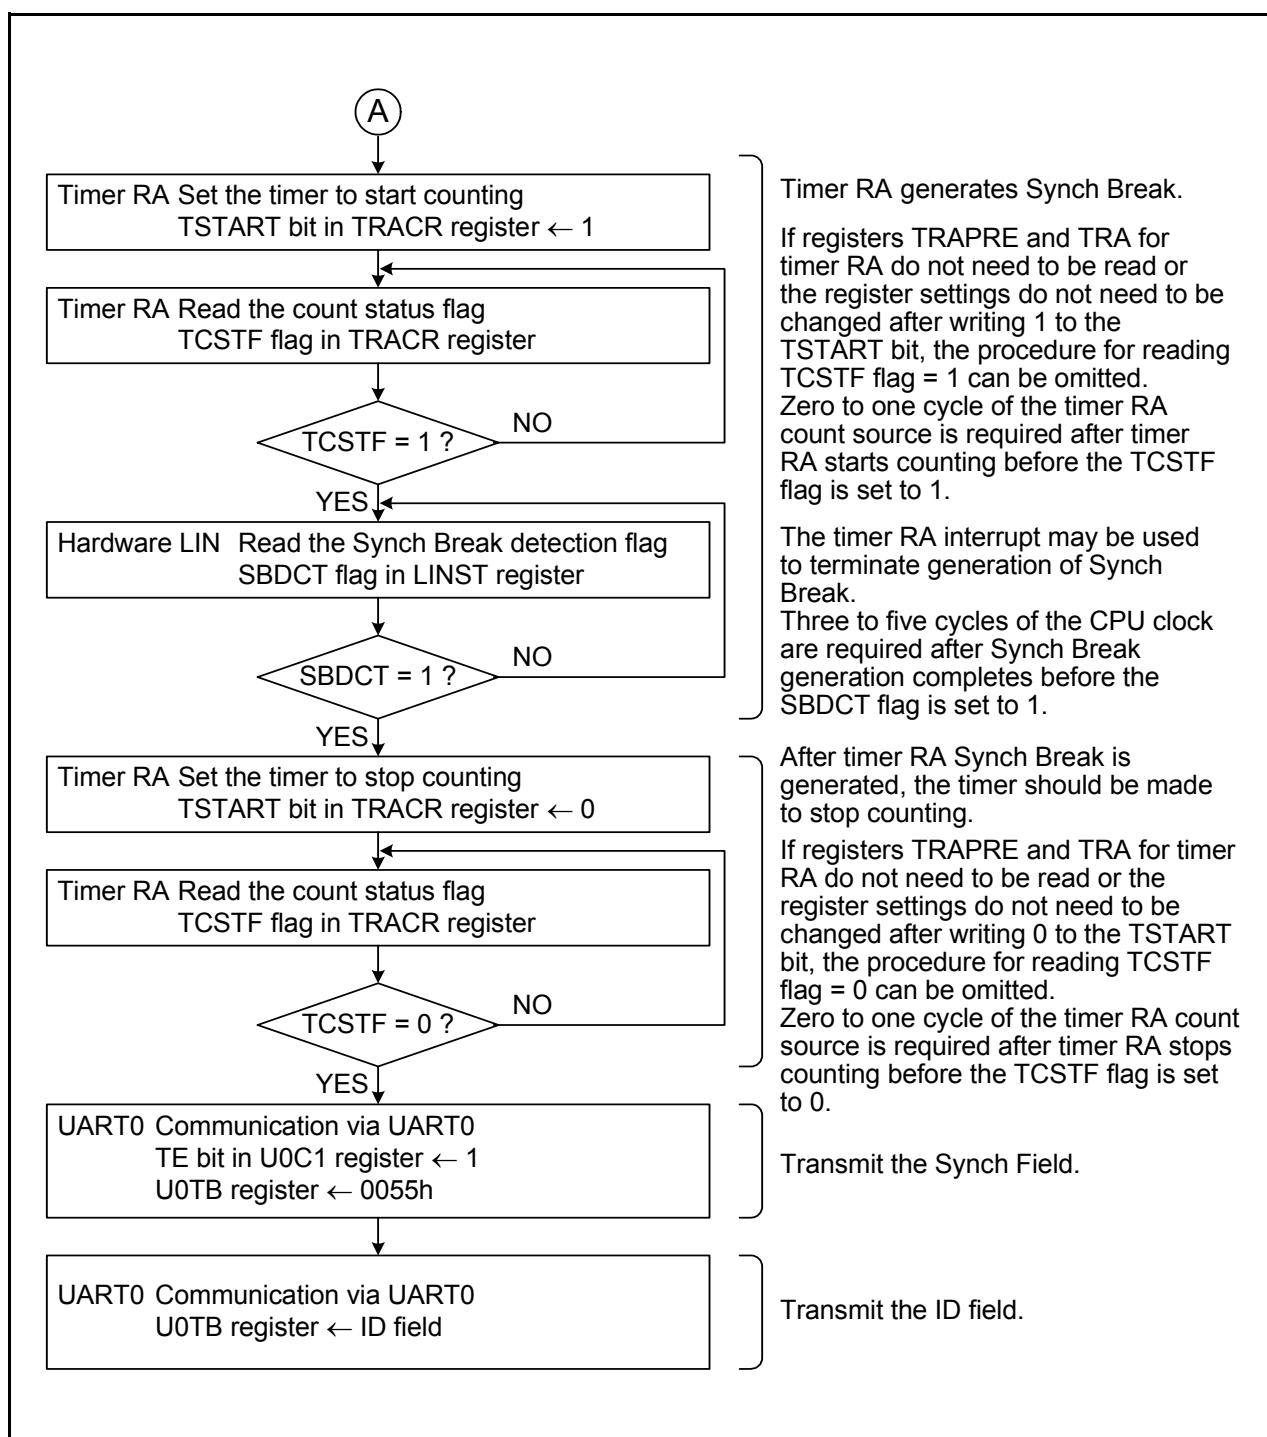 A
Timer RA Set the timer to start counting
TSTART bit in TRACR register ← 1
Timer RA Read the count status flag
TCSTF flag in TRACR register
TCSTF = 1 ?
NO
YES
Hardware LIN Read the Synch Break detection flag
SBDCT flag in LINST register
SBDCT = 1 ?
NO
YES
Timer RA generates Synch Break.
If registers TRAPRE and TRA for
timer RA do not need to be read or
the register settings do not need to be
changed after writing 1 to the
TSTART bit, the procedure for reading
TCSTF flag = 1 can be omitted.
Zero to one cycle of the timer RA
count source is required after timer
RA starts counting before the TCSTF
flag is set to 1.
The timer RA interrupt may be used
to terminate generation of Synch
Break.
Three to five cycles of the CPU clock
are required after Synch Break
generation completes before the
SBDCT flag is set to 1.
Timer RA Set the timer to stop counting
TSTART bit in TRACR register ← 0
Timer RA Read the count status flag
TCSTF flag in TRACR register
TCSTF = 0 ?
NO
YES
After timer RA Synch Break is
generated, the timer should be made
to stop counting.
If registers TRAPRE and TRA for timer
RA do not need to be read or the
register settings do not need to be
changed after writing 0 to the TSTART
bit, the procedure for reading TCSTF
flag = 0 can be omitted.
Zero to one cycle of the timer RA count
source is required after timer RA stops
counting before the TCSTF flag is set
to 0.
UART0 Communication via UART0
TE bit in U0C1 register ← 1
U0TB register ← 0055h
Transmit the Synch Field.
UART0 Communication via UART0
U0TB register ← ID field
Transmit the ID field.